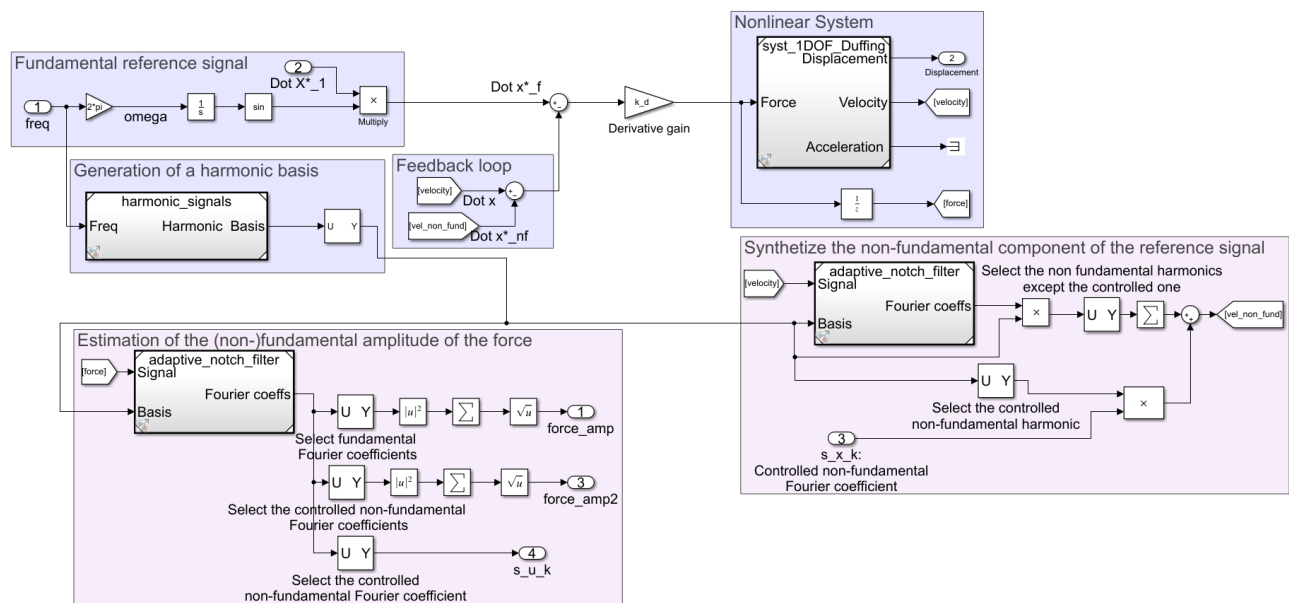 Fundamental reference signal
2
Dot X*_1
1
freq
2*pi
omega
1
s
sin
×
Multiply
Generation of a harmonic basis
harmonic_signals
Freq
Harmonic Basis
U Y
Feedback loop
[velocity]
Dot x
[vel_non_fund]
Dot x*_nf
+
−
Dot x*_f
+
−
k_d
Derivative gain
Nonlinear System
syst_1DOF_Duffing
Displacement
Force
Velocity
Acceleration
2
Displacement
[velocity]
1
z
[force]
Synthetize the non-fundamental component of the reference signal
[velocity]
adaptive_notch_filter
Signal
Fourier coeffs
Basis
Select the non fundamental harmonics
except the controlled one
×
U Y
∑
+
+
[vel_non_fund]
U Y
Select the controlled
non-fundamental harmonic
×
3
s_x_k:
Controlled non-fundamental
Fourier coefficient
Estimation of the (non-)fundamental amplitude of the force
[force]
adaptive_notch_filter
Signal
Fourier coeffs
Basis
U Y
|u|²
∑
√u
1
force_amp
Select fundamental
Fourier coefficients
U Y
|u|²
∑
√u
3
force_amp2
Select the controlled non-fundamental
Fourier coefficients
U Y
4
s_u_k
Select the controlled
non-fundamental Fourier coefficient